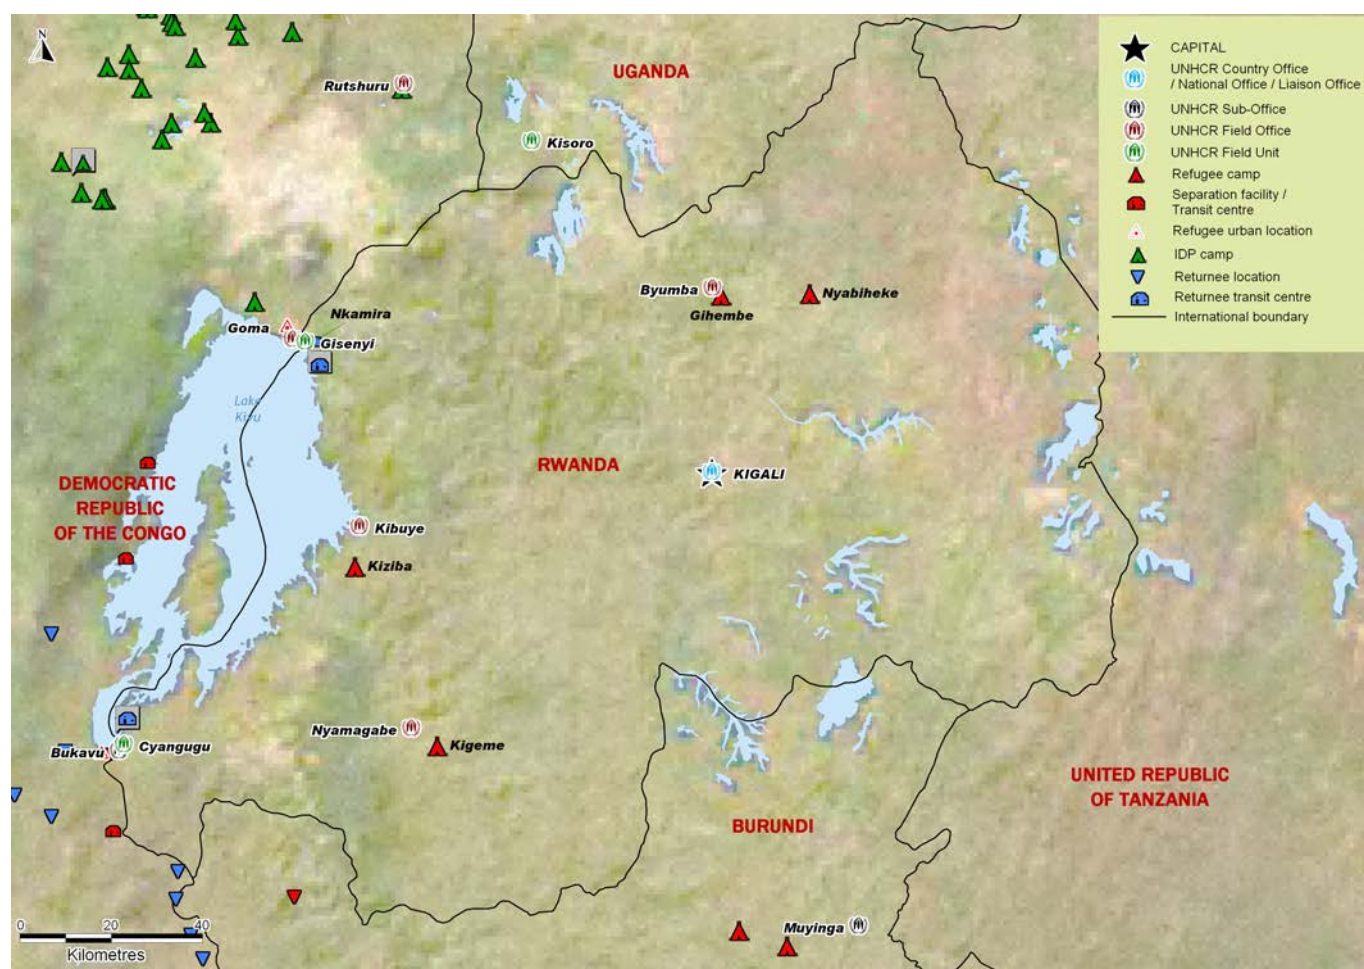 N
CAPITAL
UNHCR Country Office
/ National Office / Liaison Office
UNHCR Sub-Office
UNHCR Field Office
UNHCR Field Unit
Refugee camp
Separation facility /
Transit centre
Refugee urban location
IDP camp
Returnee location
Returnee transit centre
International boundary
UGANDA
Rutshuru
Kisoro
Byumba
Gihembe
Nyabiheke
Nkamira
Goma
Gisenyi
Lake
Kivu
RWANDA
KIGALI
DEMOCRATIC
REPUBLIC
OF THE CONGO
Kibuye
Kiziba
Nyamagabe
Kigeme
Bukavu
Cyangugu
UNITED REPUBLIC
OF TANZANIA
BURUNDI
Muyinga
0 20 40
Kilometres